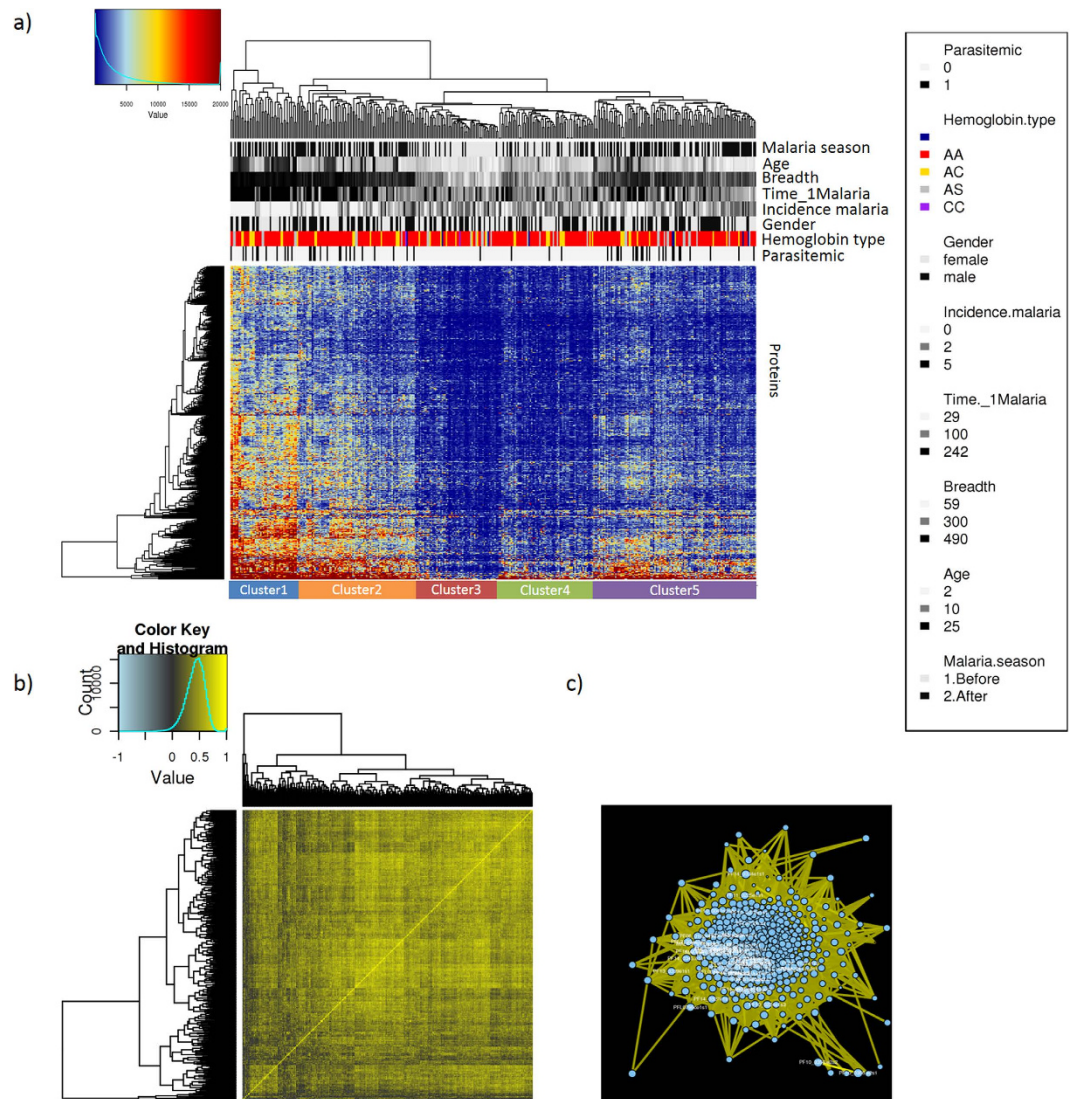 a)
5000 10000 15000 20000
Value
Malaria season
Age
Breadth
Time_1Malaria
Incidence malaria
Gender
Hemoglobin type
Parasitemic
Proteins
Cluster1 Cluster2 Cluster3 Cluster4 Cluster5
Parasitemic
0
1
Hemoglobin.type
AA
AC
AS
CC
Gender
female
male
Incidence.malaria
0
2
5
Time._1Malaria
29
100
242
Breadth
59
300
490
Age
2
10
25
Malaria.season
1.Before
2.After
b)
Color Key
and Histogram
Count
0 10000
-1 0 0.5 1
Value
c)